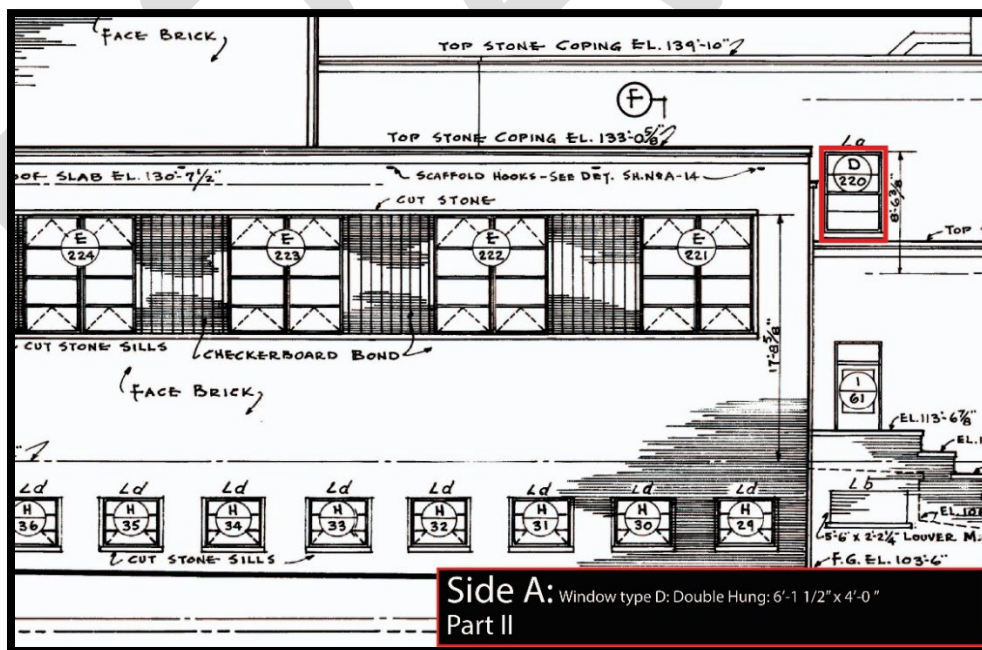 FACE BRICK
TOP STONE COPING EL. 139'-10"
F
TOP STONE COPING EL. 133'-0 5/8"
La
D
220
OOF SLAB EL. 130'-7 1/2"
SCAFFOLD HOOKS-SEE DET. SH.Nº A-14
8'-6 3/8"
CUT STONE
TOP
E
224
E
223
E
222
E
221
CUT STONE SILLS
CHECKERBOARD BOND
17'-8 5/8"
FACE BRICK
1
61
EL.113'-6 7/8"
EL.1
Ld Ld Ld Ld Ld Ld Ld Ld
Lb
H
36
H
35
H
34
H
33
H
32
H
31
H
30
H
29
5'-6" x 2'-2 1/4" LOUVER M.
CUT STONE SILLS
F.G. EL. 103'-6"
Side A: Window type D: Double Hung: 6'-1 1/2" x 4'-0 "
Part II